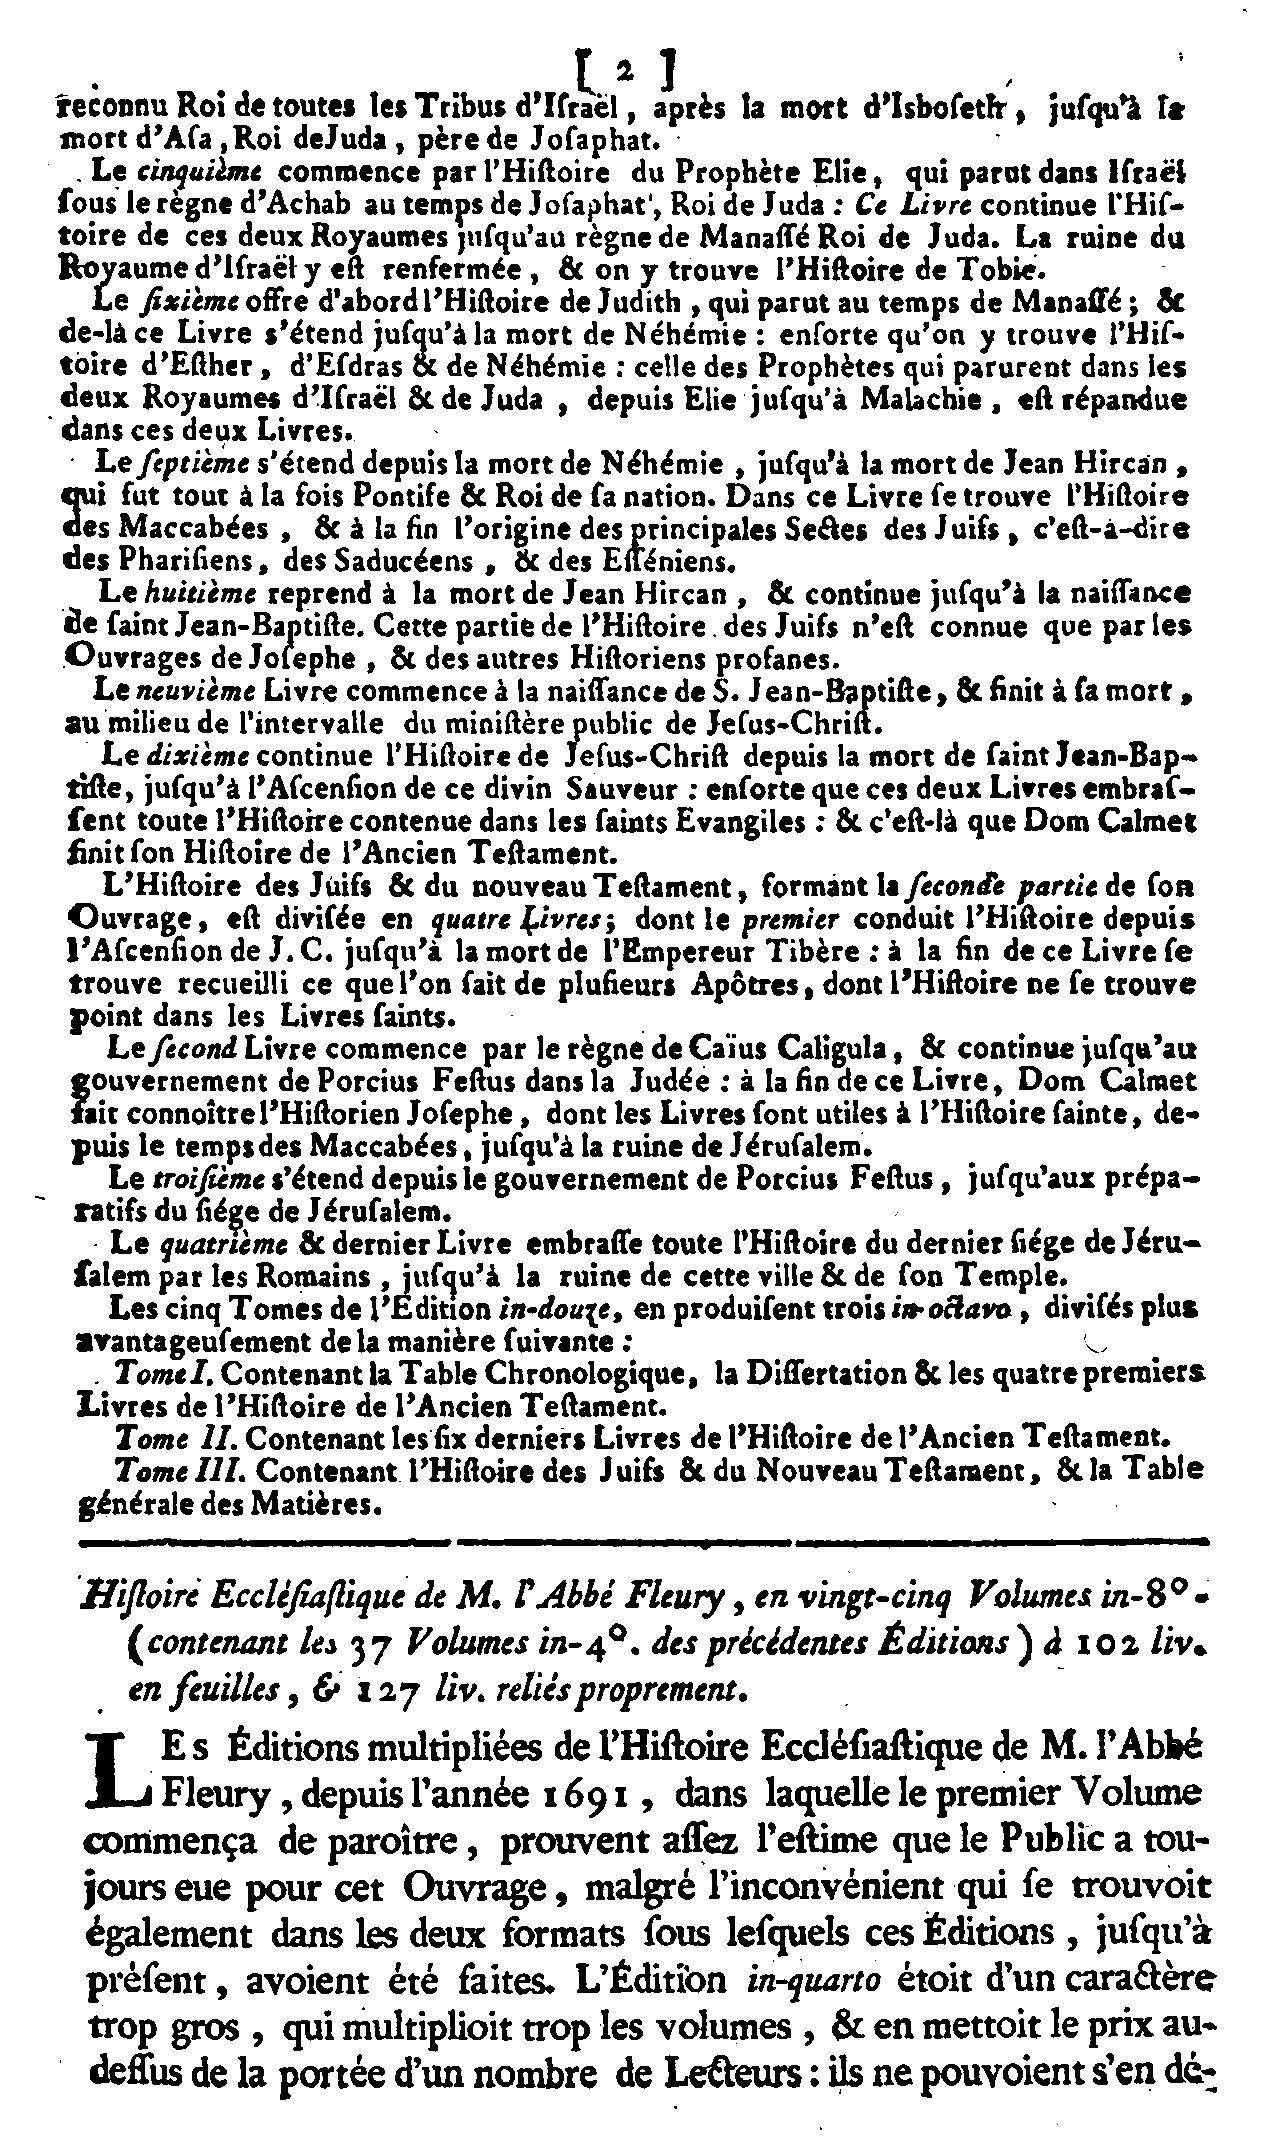 [ 2 ]
reconnu Roi de toutes les Tribus d'Iſraël, après la mort d'Isboſeth, juſqu'à la
mort d'Aſa, Roi de Juda, père de Joſaphat.
Le cinquième commence par l'Hiſtoire du Prophète Elie, qui parut dans Iſraël
ſous le règne d'Achab au temps de Joſaphat, Roi de Juda : Ce Livre continue l'Hiſ-
toire de ces deux Royaumes juſqu'au règne de Manaſſé Roi de Juda. La ruine du
Royaume d'Iſraël y eſt renfermée, & on y trouve l'Hiſtoire de Tobie.
Le ſixième offre d'abord l'Hiſtoire de Judith, qui parut au temps de Manaſſé; &
de-là ce Livre s'étend juſqu'à la mort de Néhémie : enſorte qu'on y trouve l'Hiſ-
toire d'Eſther, d'Eſdras & de Néhémie : celle des Prophètes qui parurent dans les
deux Royaumes d'Iſraël & de Juda, depuis Elie juſqu'à Malachie, eſt répandue
dans ces deux Livres.
Le ſeptième s'étend depuis la mort de Néhémie, juſqu'à la mort de Jean Hircan,
qui fut tout à la fois Pontife & Roi de ſa nation. Dans ce Livre ſe trouve l'Hiſtoire
des Maccabées, & à la fin l'origine des principales Sectes des Juifs, c'eſt-à-dire
des Phariſiens, des Saducéens, & des Eſſéniens.
Le huitième reprend à la mort de Jean Hircan, & continue juſqu'à la naiſſance
de ſaint Jean-Baptiſte. Cette partie de l'Hiſtoire des Juifs n'eſt connue que par les
Ouvrages de Joſephe, & des autres Hiſtoriens profanes.
Le neuvième Livre commence à la naiſſance de S. Jean-Baptiſte, & finit à ſa mort,
au milieu de l'intervalle du miniſtère public de Jeſus-Chriſt.
Le dixième continue l'Hiſtoire de Jeſus-Chriſt depuis la mort de ſaint Jean-Bap-
tiſte, juſqu'à l'Aſcenſion de ce divin Sauveur : enſorte que ces deux Livres embraſ-
ſent toute l'Hiſtoire contenue dans les ſaints Evangiles : & c'eſt-là que Dom Calmet
finit ſon Hiſtoire de l'Ancien Teſtament.
L'Hiſtoire des Juifs & du nouveau Teſtament, formant la ſeconde partie de ſon
Ouvrage, eſt diviſée en quatre Livres; dont le premier conduit l'Hiſtoire depuis
l'Aſcenſion de J. C. juſqu'à la mort de l'Empereur Tibère : à la fin de ce Livre ſe
trouve recueilli ce que l'on ſait de pluſieurs Apôtres, dont l'Hiſtoire ne ſe trouve
point dans les Livres ſaints.
Le ſecond Livre commence par le règne de Caïus Caligula, & continue juſqu'au
gouvernement de Porcius Feſtus dans la Judée : à la fin de ce Livre, Dom Calmet
fait connoître l'Hiſtorien Joſephe, dont les Livres ſont utiles à l'Hiſtoire ſainte, de-
puis le temps des Maccabées, juſqu'à la ruine de Jéruſalem.
Le troiſième s'étend depuis le gouvernement de Porcius Feſtus, juſqu'aux prépa-
ratifs du ſiége de Jéruſalem.
Le quatrième & dernier Livre embraſſe toute l'Hiſtoire du dernier ſiége de Jéru-
ſalem par les Romains, juſqu'à la ruine de cette ville & de ſon Temple.
Les cinq Tomes de l'Edition in-douze, en produiſent trois in-octavo, diviſés plus
avantageuſement de la manière ſuivante :
Tome I. Contenant la Table Chronologique, la Diſſertation & les quatre premiers
Livres de l'Hiſtoire de l'Ancien Teſtament.
Tome II. Contenant les ſix derniers Livres de l'Hiſtoire de l'Ancien Teſtament.
Tome III. Contenant l'Hiſtoire des Juifs & du Nouveau Teſtament, & la Table
générale des Matières.
Hiſtoire Eccléſiaſtique de M. l'Abbé Fleury, en vingt-cinq Volumes in-8°.
(contenant les 37 Volumes in-4°. des précédentes Éditions) à 102 liv.
en feuilles, & 127 liv. reliés proprement.
LEs Éditions multipliées de l'Hiſtoire Eccléſiaſtique de M. l'Abbé
Fleury, depuis l'année 1691, dans laquelle le premier Volume
commença de paroître, prouvent aſſez l'eſtime que le Public a tou-
jours eue pour cet Ouvrage, malgré l'inconvénient qui ſe trouvoit
également dans les deux formats ſous leſquels ces Éditions, juſqu'à
préſent, avoient été faites. L'Édition in-quarto étoit d'un caractère
trop gros, qui multiplioit trop les volumes, & en mettoit le prix au-
deſſus de la portée d'un nombre de Lecteurs : ils ne pouvoient s'en dé-